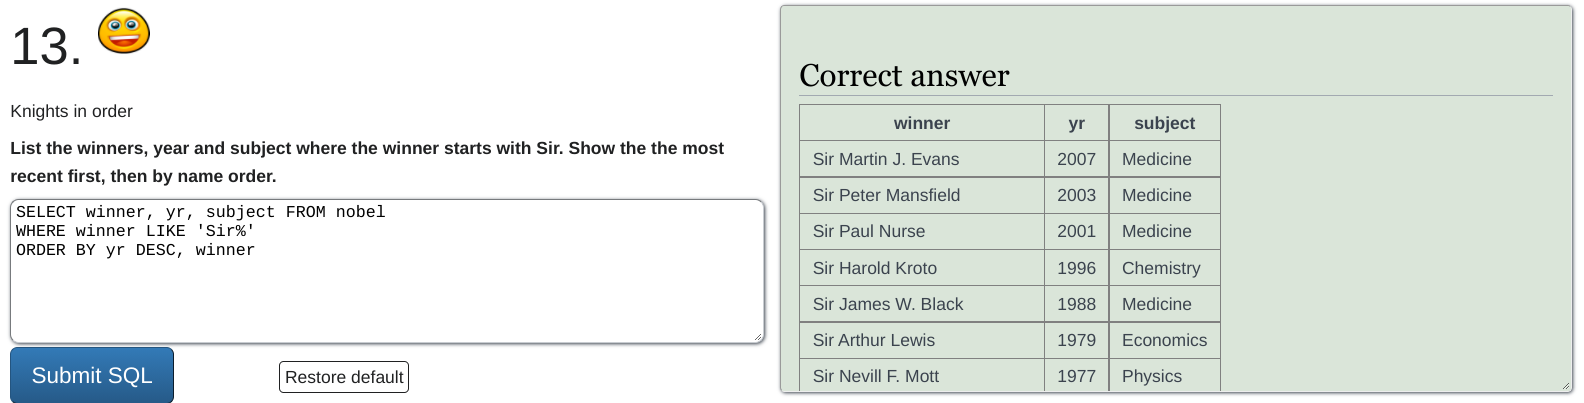 13.
Knights in order
List the winners, year and subject where the winner starts with Sir. Show the the most
recent first, then by name order.
SELECT winner, yr, subject FROM nobel
WHERE winner LIKE 'Sir%'
ORDER BY yr DESC, winner
Submit SQL
Restore default
Correct answer
winner yr subject
Sir Martin J. Evans 2007 Medicine
Sir Peter Mansfield 2003 Medicine
Sir Paul Nurse 2001 Medicine
Sir Harold Kroto 1996 Chemistry
Sir James W. Black 1988 Medicine
Sir Arthur Lewis 1979 Economics
Sir Nevill F. Mott 1977 Physics